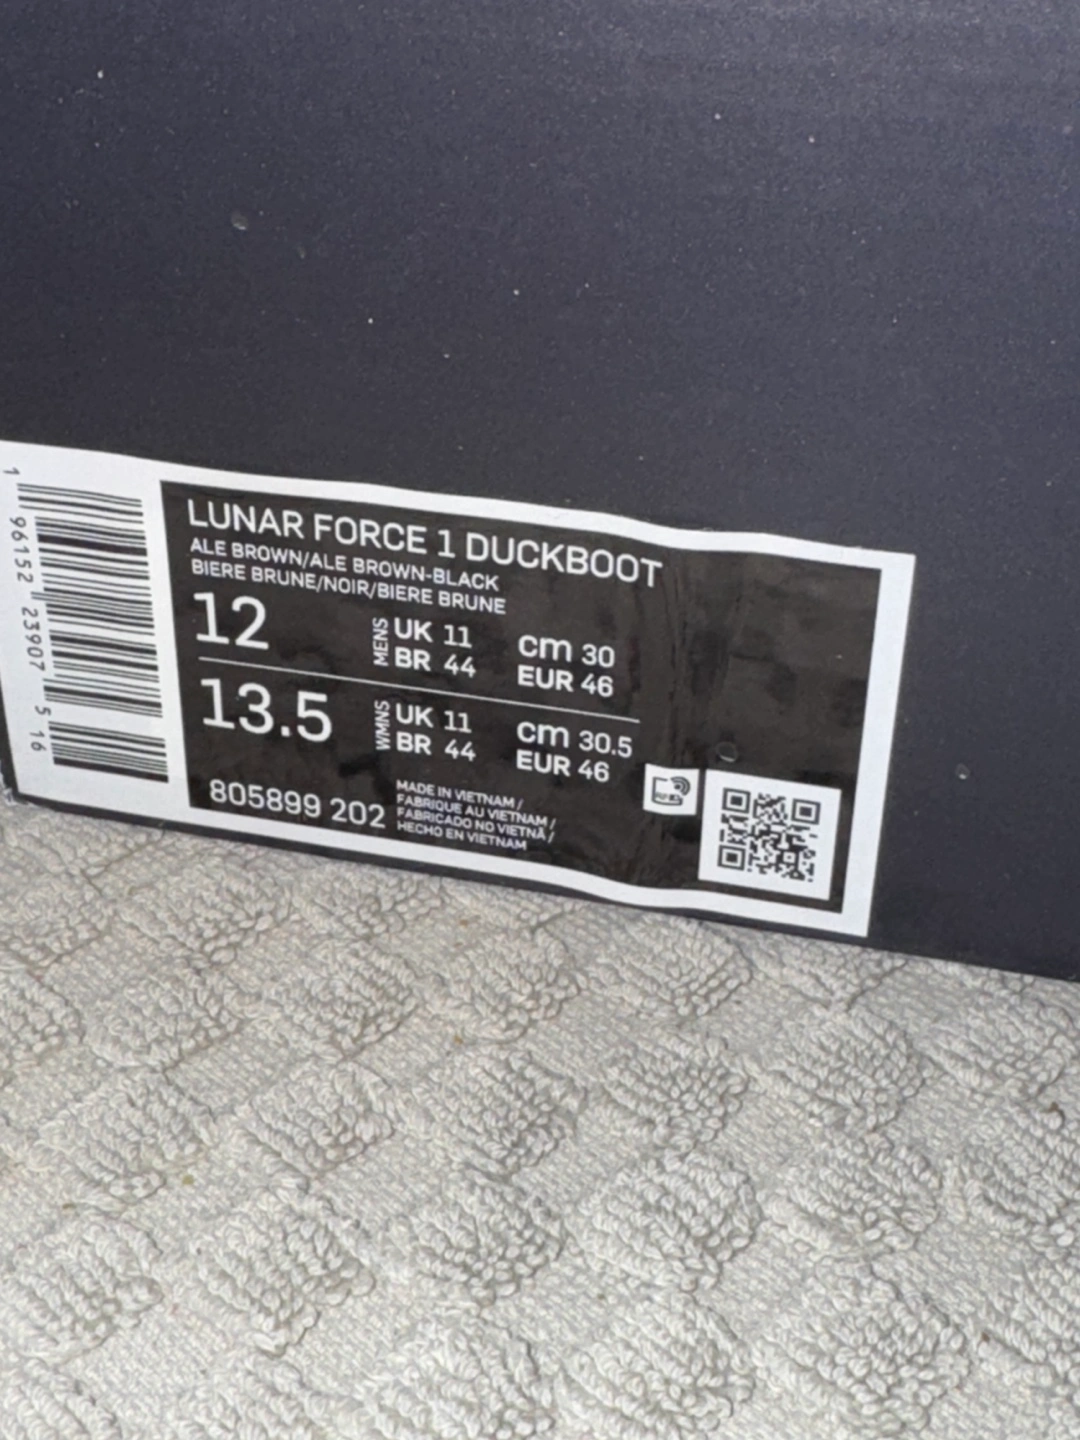 1 96152 23907 5 16
LUNAR FORCE 1 DUCKBOOT
ALE BROWN/ALE BROWN-BLACK
BIERE BRUNE/NOIR/BIERE BRUNE
12
MENS
UK 11
BR 44
cm 30
EUR 46
13.5
WMNS
UK 11
BR 44
cm 30.5
EUR 46
805899 202
MADE IN VIETNAM /
FABRIQUE AU VIETNAM /
FABRICADO NO VIETNÃ /
HECHO EN VIETNAM